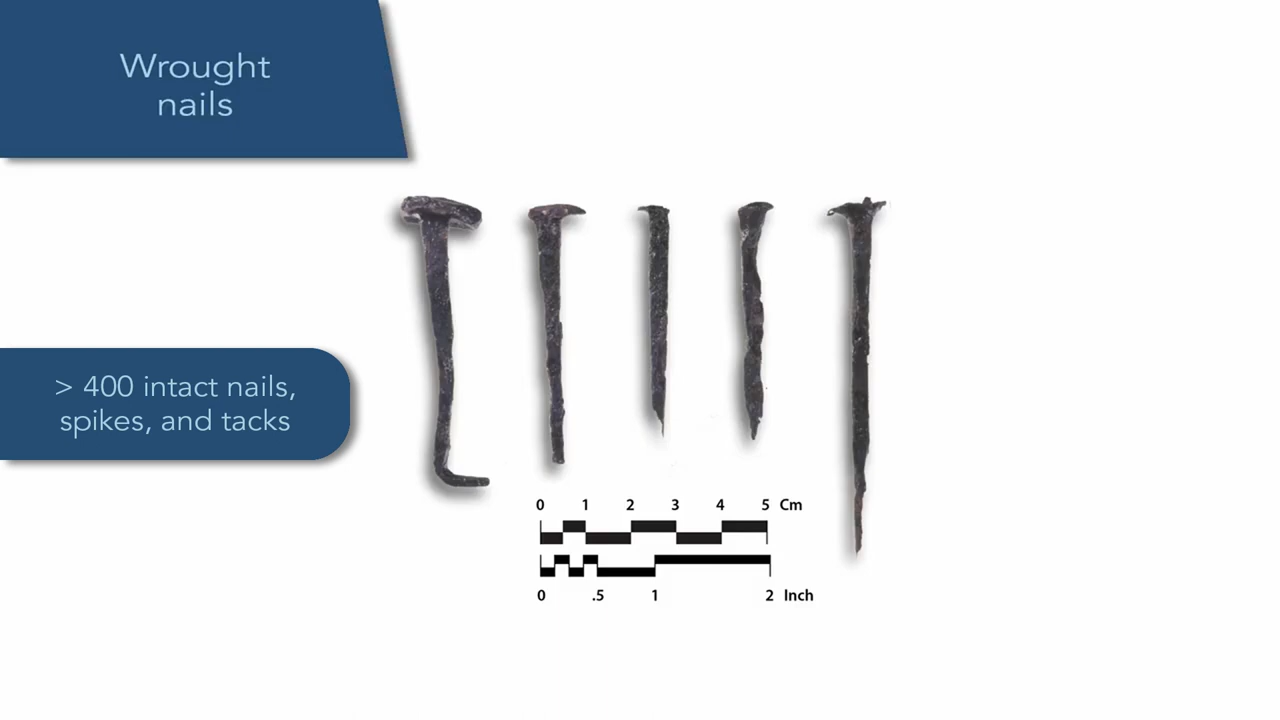 Wrought
nails
> 400 intact nails,
spikes, and tacks
0 1 2 3 4 5 Cm
0 .5 1 2 Inch